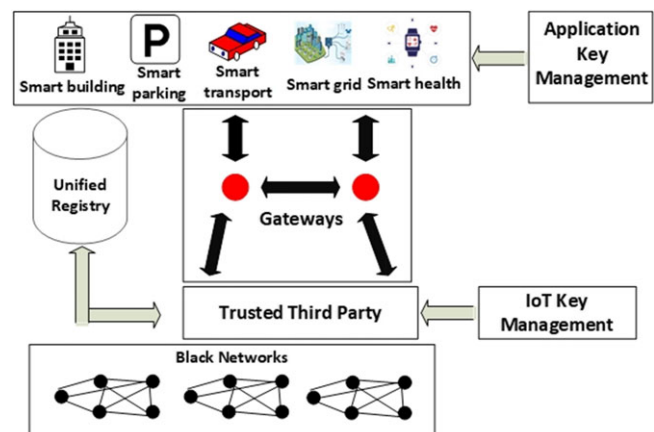 Application
Key
Management
P
Smart building
Smart
parking
Smart
transport
Smart grid
Smart health
Unified
Registry
Gateways
Trusted Third Party
IoT Key
Management
Black Networks